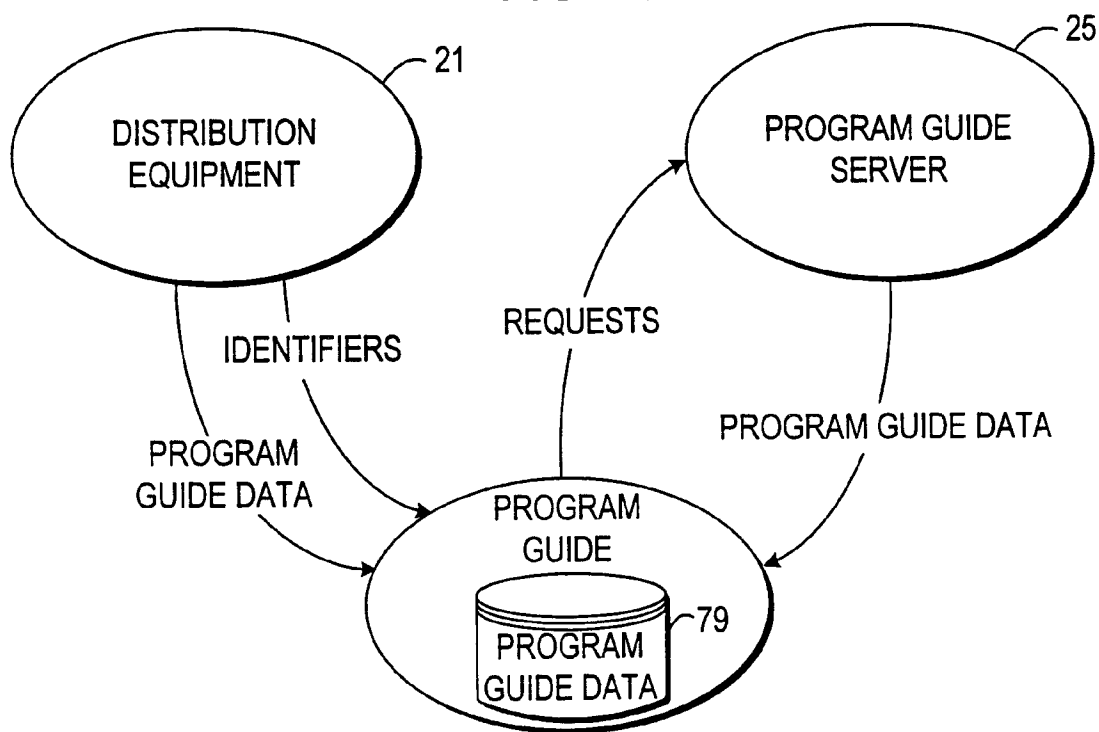 21
DISTRIBUTION
EQUIPMENT
25
PROGRAM GUIDE
SERVER
IDENTIFIERS
REQUESTS
PROGRAM
GUIDE DATA
PROGRAM GUIDE DATA
PROGRAM
GUIDE
79
PROGRAM
GUIDE DATA